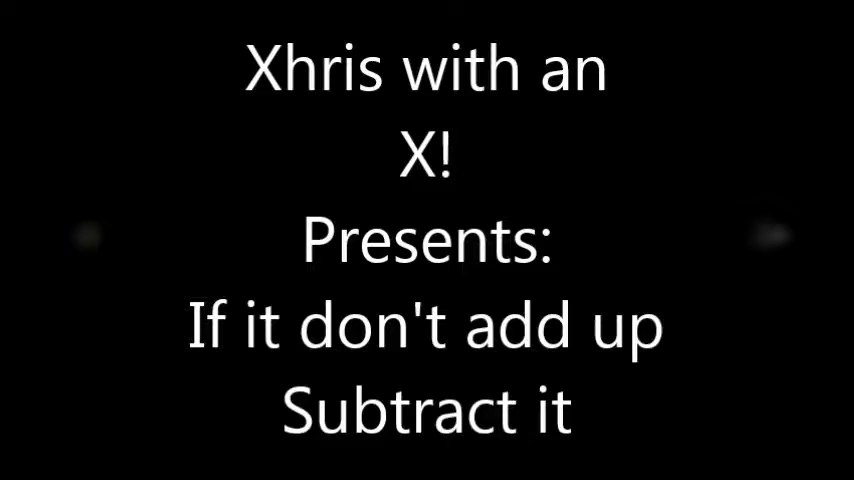 Xhris with an
X!
Presents:
If it don't add up
Subtract it